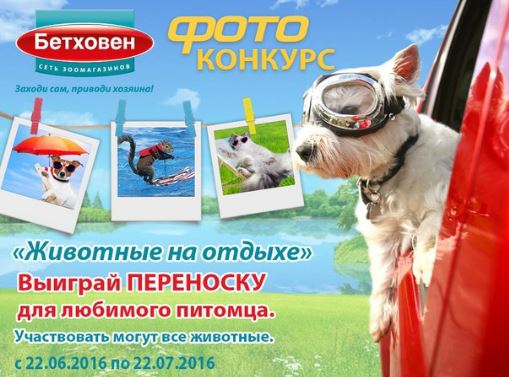 Бетховен
СЕТЬ ЗООМАГАЗИНОВ
Заходи сам, приводи хозяина!
ФОТО
КОНКУРС
«Животные на отдыхе»
Выиграй ПЕРЕНОСКУ
для любимого питомца.
Участвовать могут все животные.
с 22.06.2016 по 22.07.2016